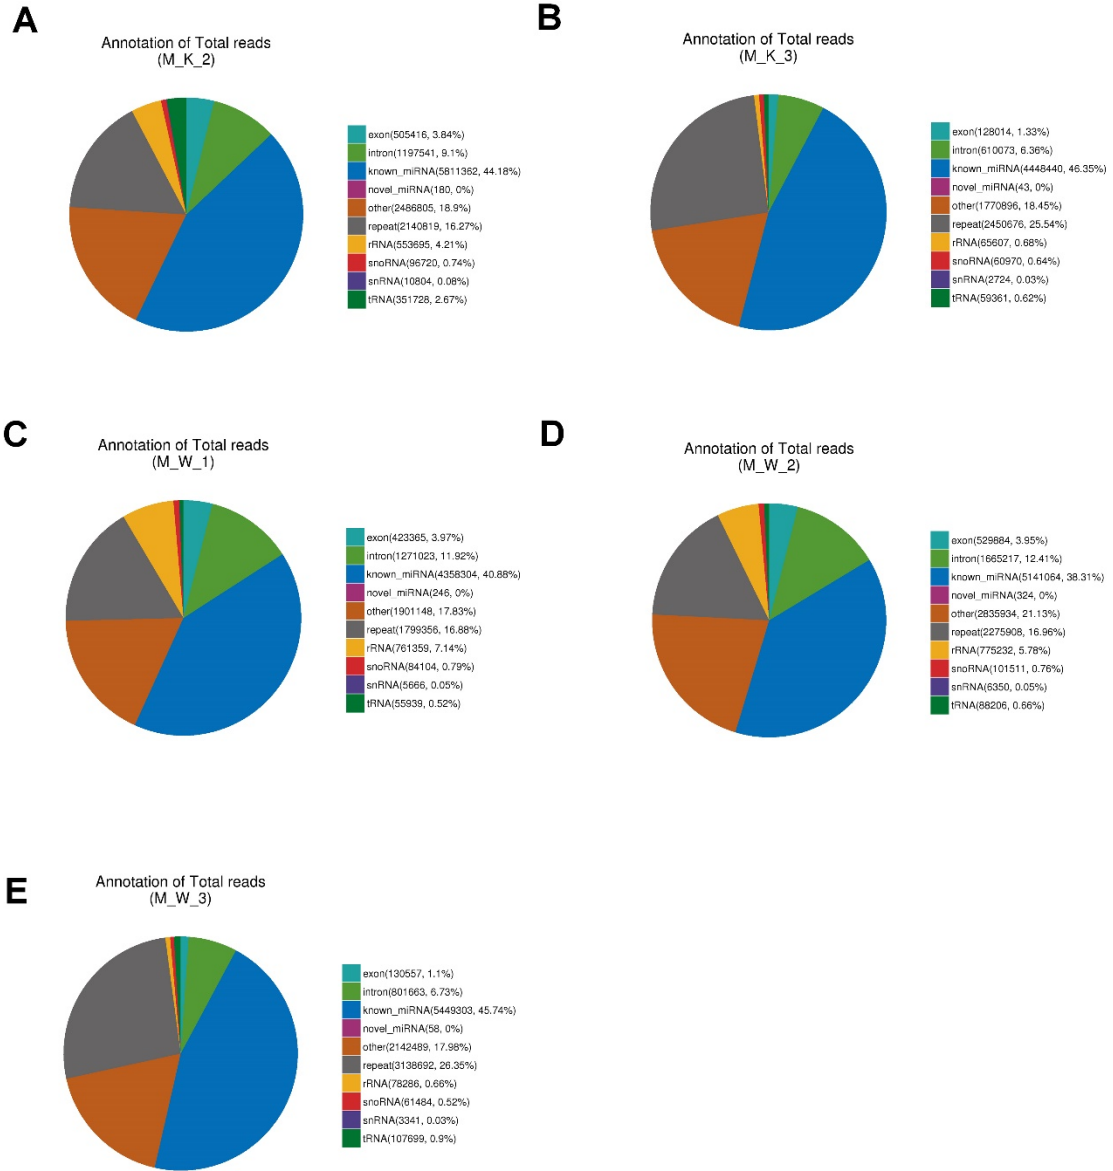 A
Annotation of Total reads
(M_K_2)
exon(505416, 3.84%)
intron(1197541, 9.1%)
known_miRNA(5811362, 44.18%)
novel_miRNA(180, 0%)
other(2486805, 18.9%)
repeat(2140819, 16.27%)
rRNA(553695, 4.21%)
snoRNA(96720, 0.74%)
snRNA(10804, 0.08%)
tRNA(351728, 2.67%)
B
Annotation of Total reads
(M_K_3)
exon(128014, 1.33%)
intron(610073, 6.36%)
known_miRNA(4448440, 46.35%)
novel_miRNA(43, 0%)
other(1770896, 18.45%)
repeat(2450676, 25.54%)
rRNA(65607, 0.68%)
snoRNA(60970, 0.64%)
snRNA(2724, 0.03%)
tRNA(59361, 0.62%)
C
Annotation of Total reads
(M_W_1)
exon(423365, 3.97%)
intron(1271023, 11.92%)
known_miRNA(4358304, 40.88%)
novel_miRNA(246, 0%)
other(1901148, 17.83%)
repeat(1799356, 16.88%)
rRNA(761359, 7.14%)
snoRNA(84104, 0.79%)
snRNA(5666, 0.05%)
tRNA(55939, 0.52%)
D
Annotation of Total reads
(M_W_2)
exon(529884, 3.95%)
intron(1665217, 12.41%)
known_miRNA(5141064, 38.31%)
novel_miRNA(324, 0%)
other(2835934, 21.13%)
repeat(2275908, 16.96%)
rRNA(775232, 5.78%)
snoRNA(101511, 0.76%)
snRNA(6350, 0.05%)
tRNA(88206, 0.66%)
E
Annotation of Total reads
(M_W_3)
exon(130557, 1.1%)
intron(801663, 6.73%)
known_miRNA(5449303, 45.74%)
novel_miRNA(58, 0%)
other(2142489, 17.98%)
repeat(3138692, 26.35%)
rRNA(78286, 0.66%)
snoRNA(61484, 0.52%)
snRNA(3341, 0.03%)
tRNA(107699, 0.9%)